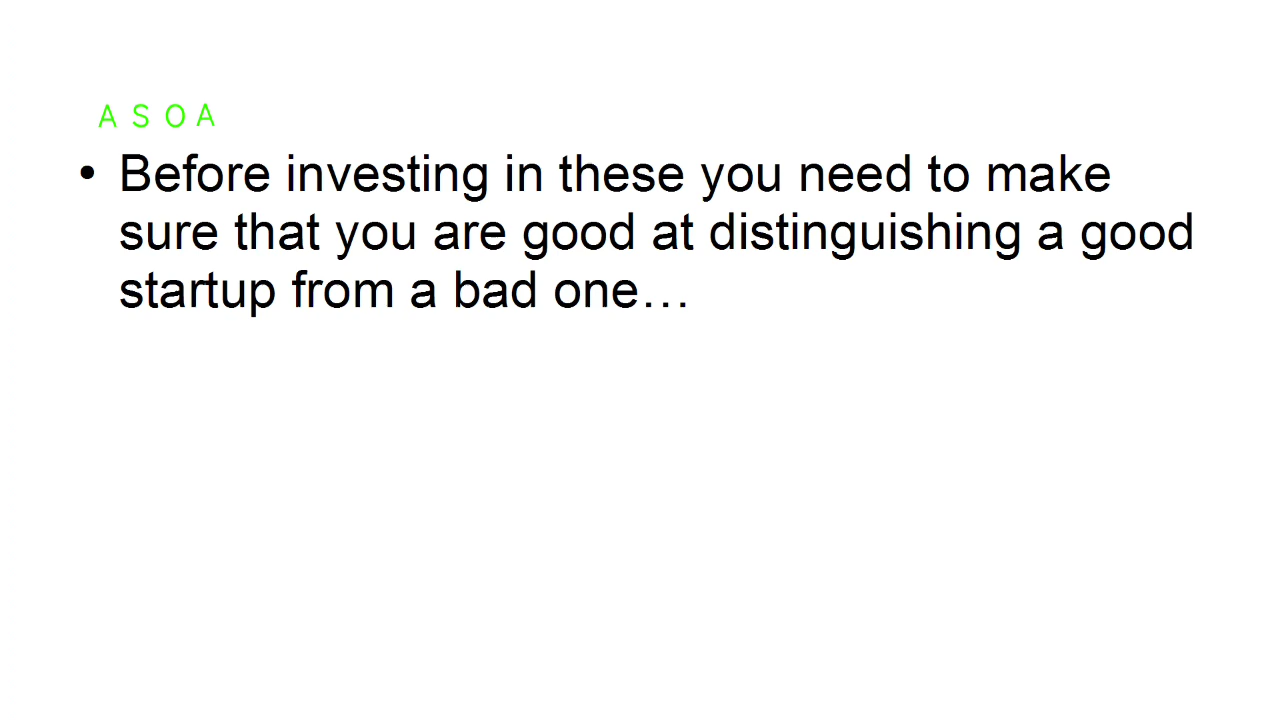 A S O A
• Before investing in these you need to make
sure that you are good at distinguishing a good
startup from a bad one…